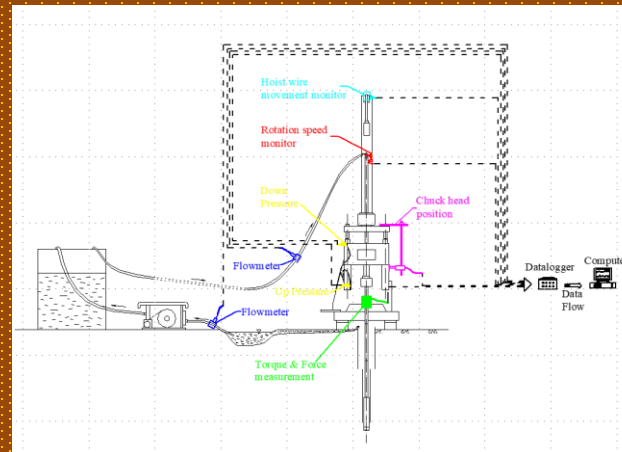 Hoist wire
movement monitor
Rotation speed
monitor
Down
Pressure
Chuck head
position
Flowmeter
Datalogger
Compute
Up Pressure
Data
Flow
Flowmeter
Torque & Force
measurement